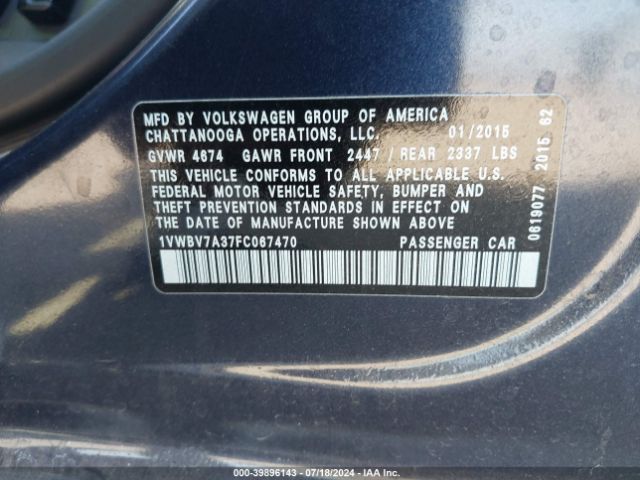 MFD BY VOLKSWAGEN GROUP OF AMERICA
CHATTANOOGA OPERATIONS, LLC. 01/2015
GVWR 4674 GAWR FRONT 2447 / REAR 2337 LBS
THIS VEHICLE CONFORMS TO ALL APPLICABLE U.S.
FEDERAL MOTOR VEHICLE SAFETY, BUMPER AND
THEFT PREVENTION STANDARDS IN EFFECT ON
THE DATE OF MANUFACTURE SHOWN ABOVE
1VWBV7A37FC067470 PASSENGER CAR
0619077 2015 62
000-39896143 - 07/18/2024 - IAA Inc.